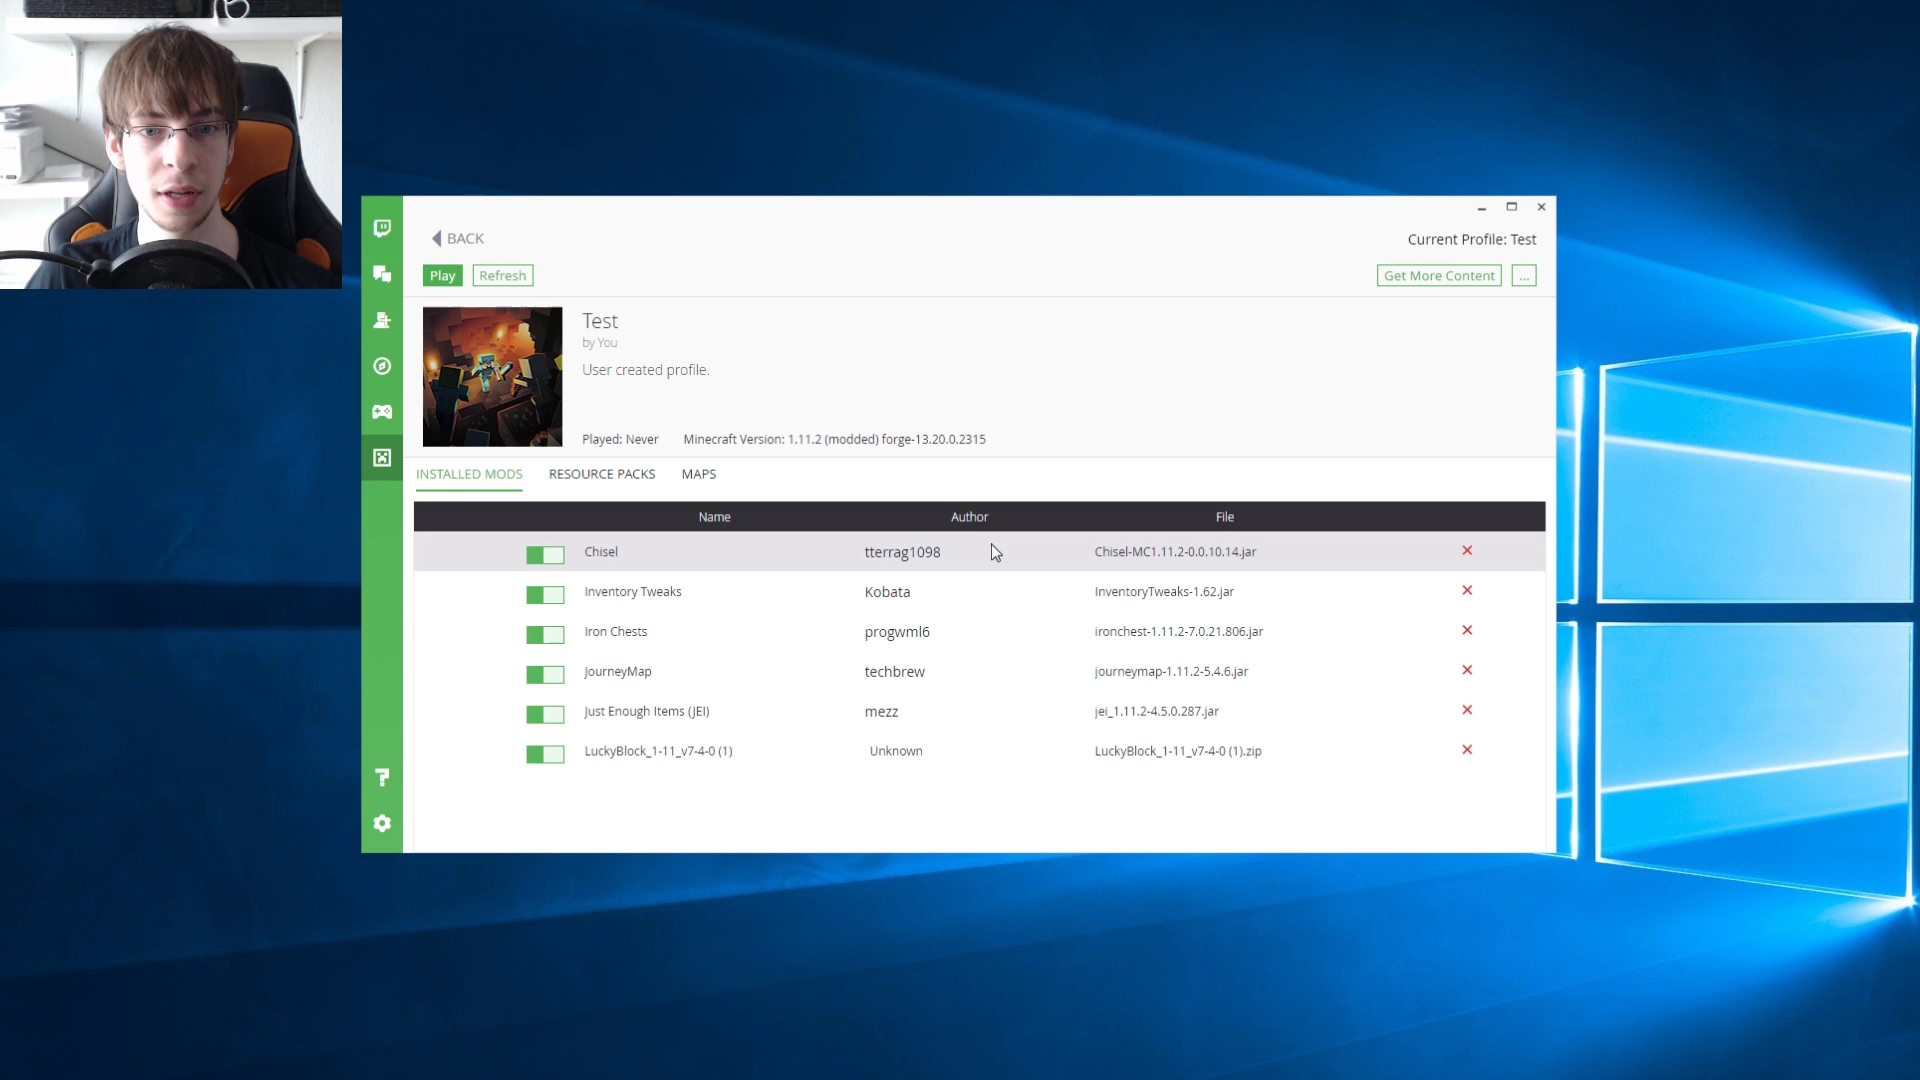 BACK
Current Profile: Test
Play
Refresh
Get More Content
...
Test
by You
User created profile.
Played: Never
Minecraft Version: 1.11.2 (modded) forge-13.20.0.2315
INSTALLED MODS
RESOURCE PACKS
MAPS
Name Author File
Chisel tterrag1098 Chisel-MC1.11.2-0.0.10.14.jar
Inventory Tweaks Kobata InventoryTweaks-1.62.jar
Iron Chests progwml6 ironchest-1.11.2-7.0.21.806.jar
JourneyMap techbrew journeymap-1.11.2-5.4.6.jar
Just Enough Items (JEI) mezz jei_1.11.2-4.5.0.287.jar
LuckyBlock_1-11_v7-4-0 (1) Unknown LuckyBlock_1-11_v7-4-0 (1).zip